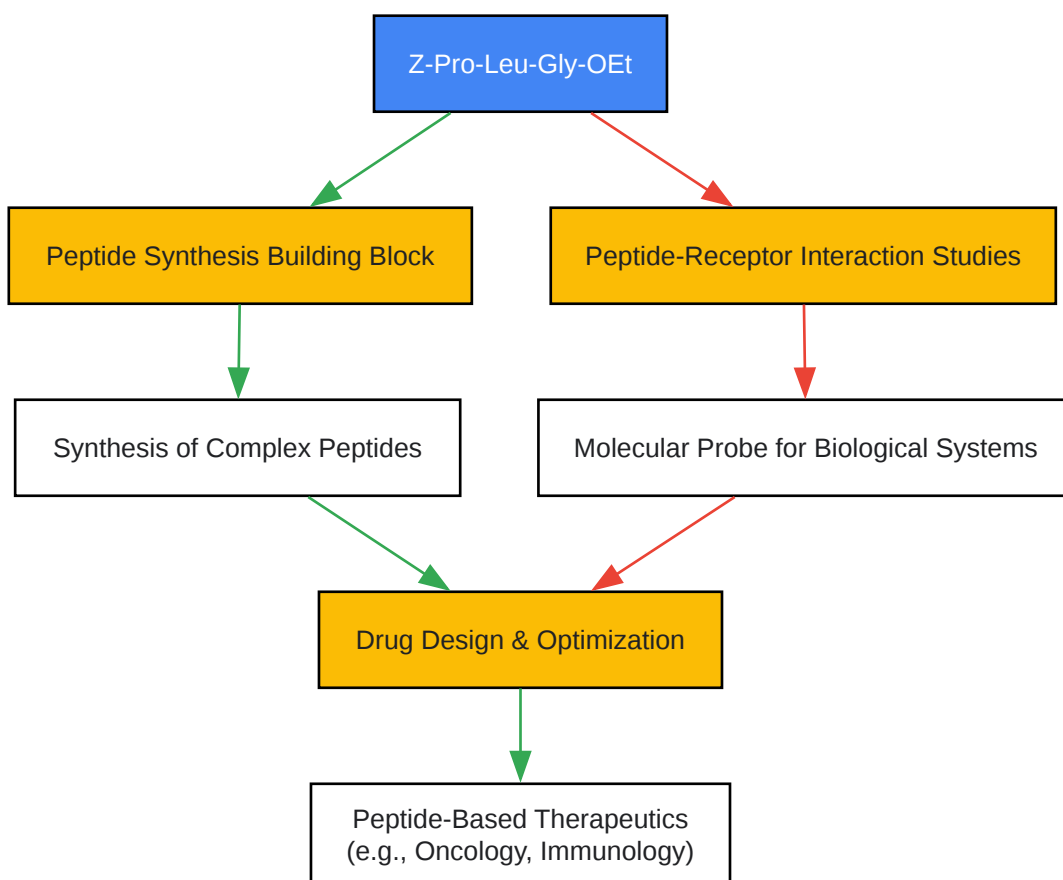 Z-Pro-Leu-Gly-OEt
Peptide Synthesis Building Block
Peptide-Receptor Interaction Studies
Synthesis of Complex Peptides
Molecular Probe for Biological Systems
Drug Design & Optimization
Peptide-Based Therapeutics
(e.g., Oncology, Immunology)